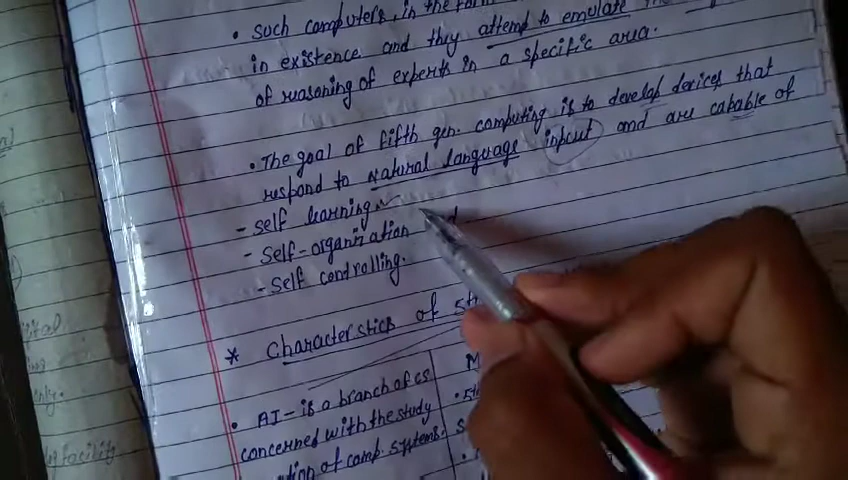 • such computers, in the form
in existence and they attempt to emulate
of reasoning of experts in a specific area.
• The goal of fifth gen. computing is to develop devices that
respond to natural language input and are capable of
- self learning
- self-organization
- self controlling.
* Characteristics of
• AI - is a branch of cs
concerned with the study
of comp. systems.
facility